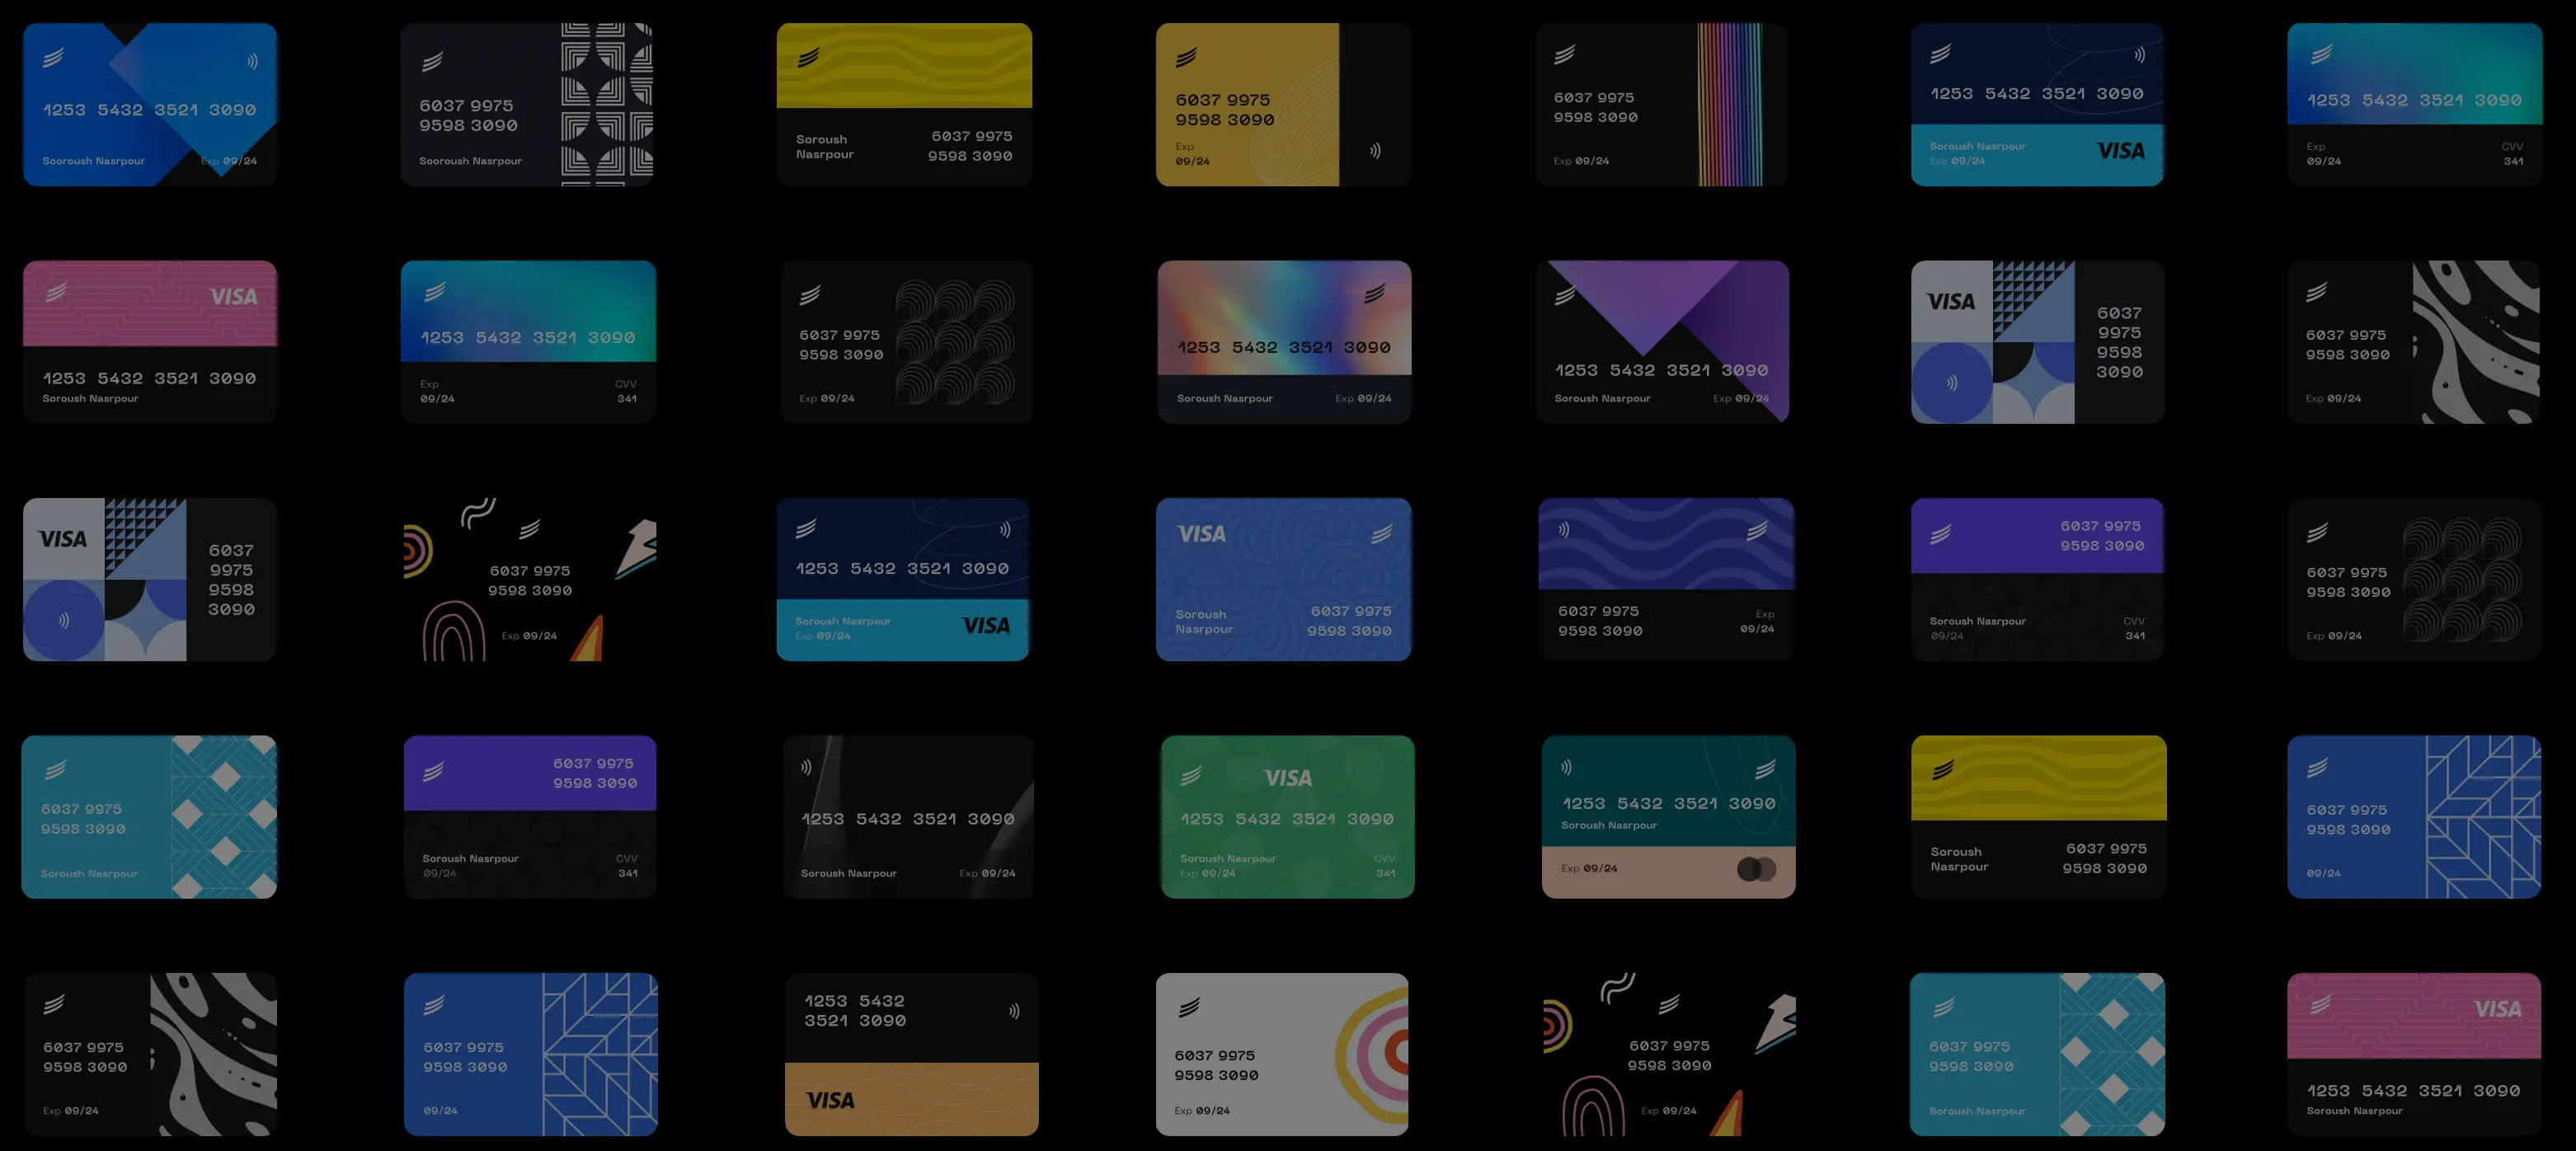 1253 5432 3521 3090
Sooroush Nasrpour Exp 09/24
6037 9975
9598 3090
Sooroush Nasrpour
Soroush 6037 9975
Nasrpour 9598 3090
6037 9975
9598 3090
Exp
09/24
6037 9975
9598 3090
Exp 09/24
1253 5432 3521 3090
Soroush Nasrpour
Exp 09/24
VISA
1253 5432 3521 3090
Exp CVV
09/24 341
VISA
1253 5432 3521 3090
Soroush Nasrpour
1253 5432 3521 3090
Exp CVV
09/24 341
6037 9975
9598 3090
Exp 09/24
1253 5432 3521 3090
Soroush Nasrpour Exp 09/24
1253 5432 3521 3090
Soroush Nasrpour Exp 09/24
VISA
6037
9975
9598
3090
6037 9975
9598 3090
Exp 09/24
VISA
6037
9975
9598
3090
6037 9975
9598 3090
Exp 09/24
1253 5432 3521 3090
Soroush Nasrpour
Exp 09/24
VISA
VISA
Soroush 6037 9975
Nasrpour 9598 3090
6037 9975 Exp
9598 3090 09/24
6037 9975
9598 3090
Soroush Nasrpour CVV
09/24 341
6037 9975
9598 3090
Exp 09/24
6037 9975
9598 3090
Soroush Nasrpour
6037 9975
9598 3090
Soroush Nasrpour CVV
09/24 341
1253 5432 3521 3090
Soroush Nasrpour Exp 09/24
VISA
1253 5432 3521 3090
Soroush Nasrpour CVV
Exp 09/24 341
1253 5432 3521 3090
Soroush Nasrpour
Exp 09/24
Soroush 6037 9975
Nasrpour 9598 3090
6037 9975
9598 3090
09/24
6037 9975
9598 3090
Exp 09/24
6037 9975
9598 3090
09/24
1253 5432
3521 3090
VISA
6037 9975
9598 3090
Exp 09/24
6037 9975
9598 3090
Exp 09/24
6037 9975
9598 3090
Soroush Nasrpour
VISA
1253 5432 3521 3090
Soroush Nasrpour